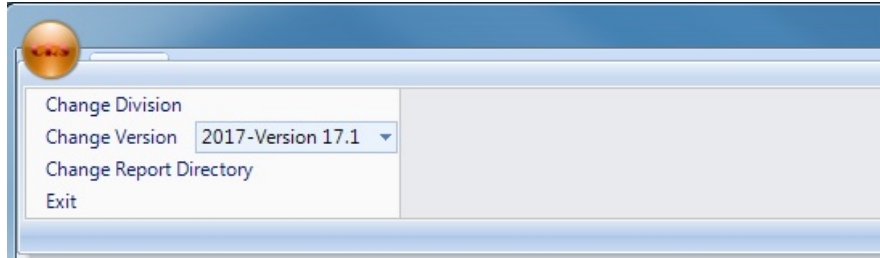 Change Division
Change Version 2017-Version 17.1
Change Report Directory
Exit